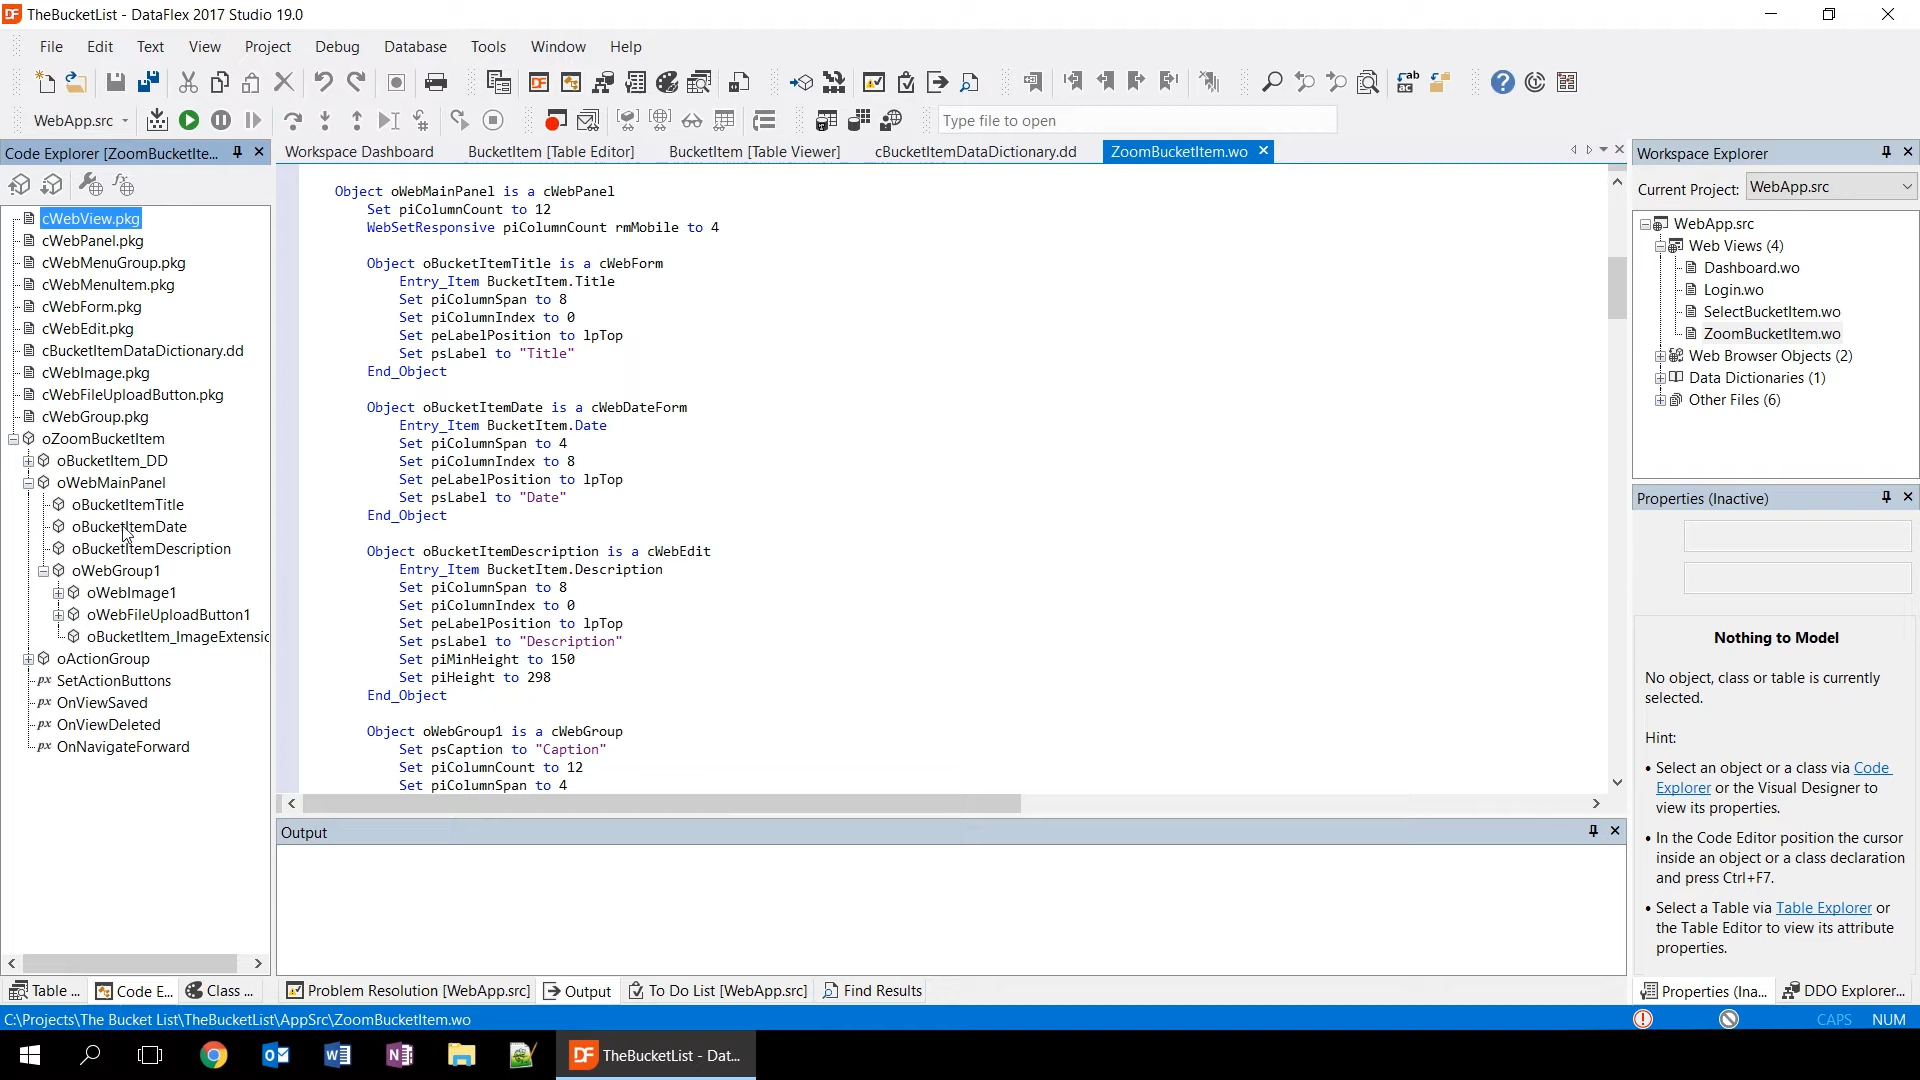 TheBucketList - DataFlex 2017 Studio 19.0
File Edit Text View Project Debug Database Tools Window Help
WebApp.src
Type file to open
Code Explorer [ZoomBucketIte...
cWebView.pkg
cWebPanel.pkg
cWebMenuGroup.pkg
cWebMenuItem.pkg
cWebForm.pkg
cWebEdit.pkg
cBucketItemDataDictionary.dd
cWebImage.pkg
cWebFileUploadButton.pkg
cWebGroup.pkg
oZoomBucketItem
oBucketItem_DD
oWebMainPanel
oBucketItemTitle
oBucketItemDate
oBucketItemDescription
oWebGroup1
oWebImage1
oWebFileUploadButton1
oBucketItem_ImageExtensic
oActionGroup
px SetActionButtons
px OnViewSaved
px OnViewDeleted
px OnNavigateForward
Table ... Code E... Class ...
Workspace Dashboard BucketItem [Table Editor] BucketItem [Table Viewer] cBucketItemDataDictionary.dd ZoomBucketItem.wo
Object oWebMainPanel is a cWebPanel
Set piColumnCount to 12
WebSetResponsive piColumnCount rmMobile to 4
Object oBucketItemTitle is a cWebForm
Entry_Item BucketItem.Title
Set piColumnSpan to 8
Set piColumnIndex to 0
Set peLabelPosition to lpTop
Set psLabel to "Title"
End_Object
Object oBucketItemDate is a cWebDateForm
Entry_Item BucketItem.Date
Set piColumnSpan to 4
Set piColumnIndex to 8
Set peLabelPosition to lpTop
Set psLabel to "Date"
End_Object
Object oBucketItemDescription is a cWebEdit
Entry_Item BucketItem.Description
Set piColumnSpan to 8
Set piColumnIndex to 0
Set peLabelPosition to lpTop
Set psLabel to "Description"
Set piMinHeight to 150
Set piHeight to 298
End_Object
Object oWebGroup1 is a cWebGroup
Set psCaption to "Caption"
Set piColumnCount to 12
Set piColumnSpan to 4
Output
Problem Resolution [WebApp.src] Output To Do List [WebApp.src] Find Results
Workspace Explorer
Current Project: WebApp.src
WebApp.src
Web Views (4)
Dashboard.wo
Login.wo
SelectBucketItem.wo
ZoomBucketItem.wo
Web Browser Objects (2)
Data Dictionaries (1)
Other Files (6)
Properties (Inactive)
Nothing to Model
No object, class or table is currently
selected.
Hint:
• Select an object or a class via Code
Explorer or the Visual Designer to
view its properties.
• In the Code Editor position the cursor
inside an object or a class declaration
and press Ctrl+F7.
• Select a Table via Table Explorer or
the Table Editor to view its attribute
properties.
Properties (Ina... DDO Explorer...
C:\Projects\The Bucket List\TheBucketList\AppSrc\ZoomBucketItem.wo
CAPS NUM
TheBucketList - Dat...